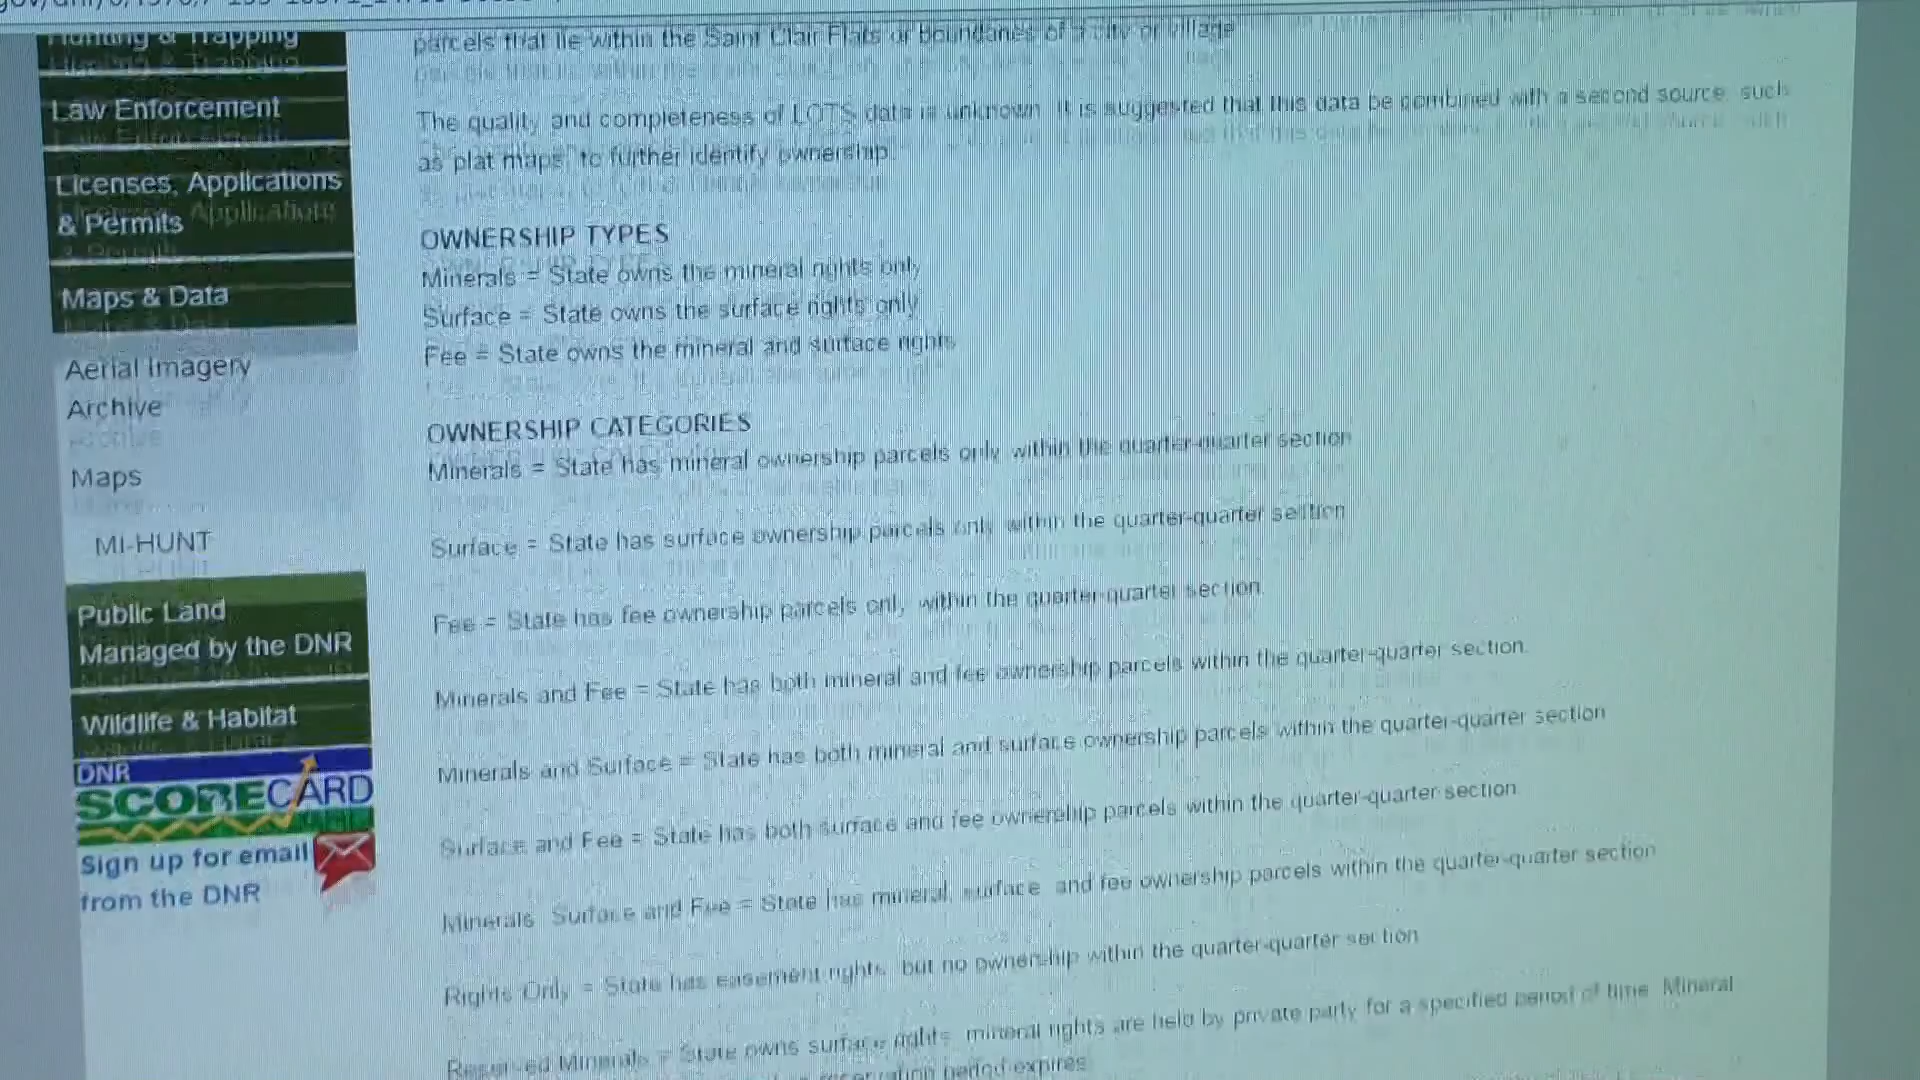 Hunting & Trapping
Law Enforcement
Licenses, Applications
& Permits
Maps & Data
Aerial Imagery
Archive
Maps
MI-HUNT
Public Land
Managed by the DNR
Wildlife & Habitat
DNR
SCORECARD
Sign up for email
from the DNR
parcels that lie within the Saint Clair Flats or boundaries of a city or village
The quality and completeness of LOTS data is unknown. It is suggested that this data be combined with a second source, such
as plat maps, to further identify ownership.
OWNERSHIP TYPES
Minerals = State owns the mineral rights only
Surface = State owns the surface rights only
Fee = State owns the mineral and surface rights
OWNERSHIP CATEGORIES
Minerals = State has mineral ownership parcels only within the quarter-quarter section
Surface = State has surface ownership parcels only within the quarter-quarter section
Fee = State has fee ownership parcels only within the quarter-quarter section
Minerals and Fee = State has both mineral and fee ownership parcels within the quarter-quarter section.
Minerals and Surface = State has both mineral and surface ownership parcels within the quarter-quarter section
Surface and Fee = State has both surface and fee ownership parcels within the quarter-quarter section
Minerals, Surface and Fee = State has mineral, surface, and fee ownership parcels within the quarter-quarter section
Rights Only = State has easement rights, but no ownership within the quarter-quarter section
Reserved Minerals = State owns surface rights, mineral rights are held by private party for a specified period of time. Mineral
reservation period expires